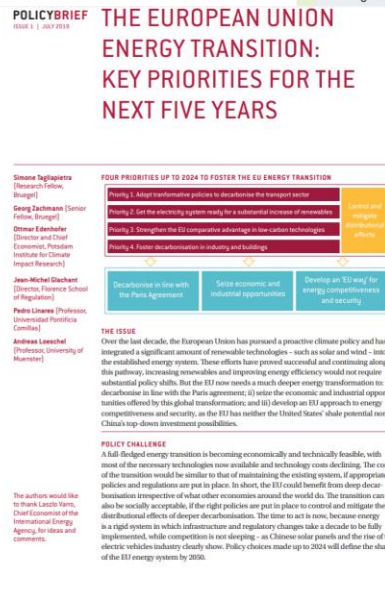 POLICYBRIEF
ISSUE 1 | JULY 2019
THE EUROPEAN UNION
ENERGY TRANSITION:
KEY PRIORITIES FOR THE
NEXT FIVE YEARS
Simone Tagliapietra
(Research Fellow,
Bruegel)
Georg Zachmann (Senior
Fellow, Bruegel)
Ottmar Edenhofer
(Director and Chief
Economist, Potsdam
Institute for Climate
Impact Research)
Jean-Michel Glachant
(Director, Florence School
of Regulation)
Pedro Linares (Professor,
Universidad Pontificia
Comillas)
Andreas Loeschel
(Professor, University of
Muenster)
The authors would like
to thank Laszlo Varro,
Chief Economist of the
International Energy
Agency, for ideas and
comments.
FOUR PRIORITIES UP TO 2024 TO FOSTER THE EU ENERGY TRANSITION
Priority 1. Adopt tranformative policies to decarbonise the transport sector
Priority 2. Get the electricity system ready for a substantial increase of renewables
Priority 3. Strengthen the EU comparative advantage in low-carbon technologies
Priority 4. Foster decarbonisation in industry and buildings
Control and
mitigate
distributional
effects
Decarbonise in line with
the Paris Agreement
Seize economic and
industrial opportunities
Develop an 'EU way' for
energy competitiveness
and security
THE ISSUE
Over the last decade, the European Union has pursued a proactive climate policy and has
integrated a significant amount of renewable technologies – such as solar and wind – into
the established energy system. These efforts have proved successful and continuing along
this pathway, increasing renewables and improving energy efficiency would not require
substantial policy shifts. But the EU now needs a much deeper energy transformation to:
decarbonise in line with the Paris agreement; ii) seize the economic and industrial oppor
tunities offered by this global transformation; and iii) develop an EU approach to energy
competitiveness and security, as the EU has neither the United States' shale potential nor
China's top-down investment possibilities.
POLICY CHALLENGE
A full-fledged energy transition is becoming economically and technically feasible, with
most of the necessary technologies now available and technology costs declining. The co
of the transition would be similar to that of maintaining the existing system, if appropriate
policies and regulations are put in place. In short, the EU could benefit from deep decar-
bonisation irrespective of what other economies around the world do. The transition can
also be socially acceptable, if the right policies are put in place to control and mitigate the
distributional effects of deeper decarbonisation. The time to act is now, because energy
is a rigid system in which infrastructure and regulatory changes take a decade to be fully
implemented, while competition is not sleeping – as Chinese solar panels and the rise of
electric vehicles industry clearly show. Policy choices made up to 2024 will define the sha
of the EU energy system by 2050.